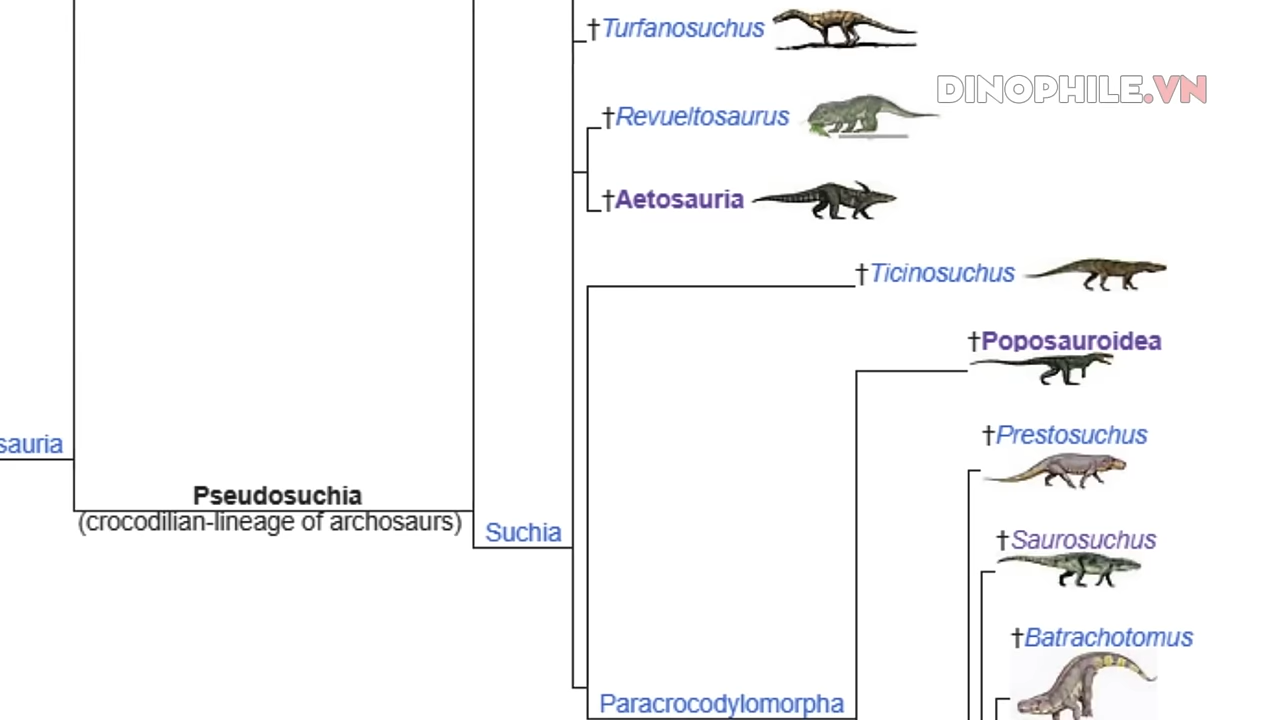 †Turfanosuchus
DINOPHILE.VN
†Revueltosaurus
†Aetosauria
†Ticinosuchus
†Poposauroidea
†Prestosuchus
sauria
Pseudosuchia
(crocodilian-lineage of archosaurs)
Suchia
†Saurosuchus
†Batrachotomus
Paracrocodylomorpha